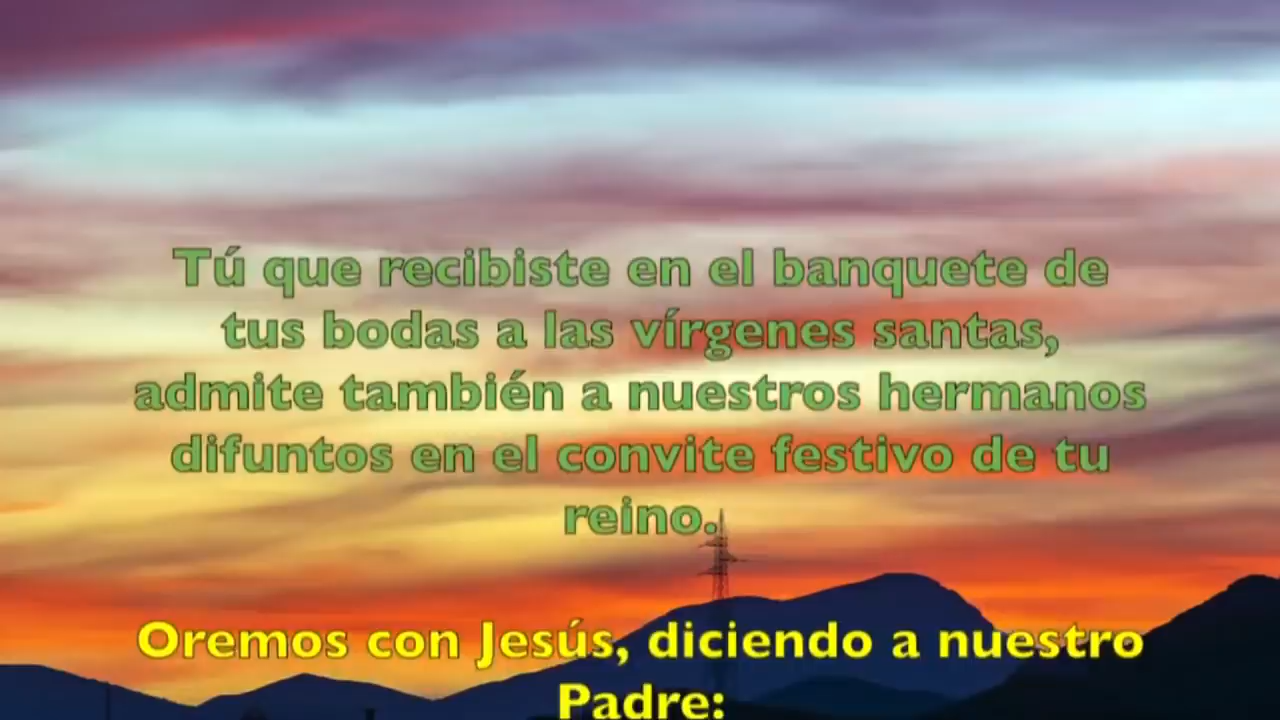 Tú que recibiste en el banquete de
tus bodas a las vírgenes santas,
admite también a nuestros hermanos
difuntos en el convite festivo de tu
reino.
Oremos con Jesús, diciendo a nuestro
Padre: